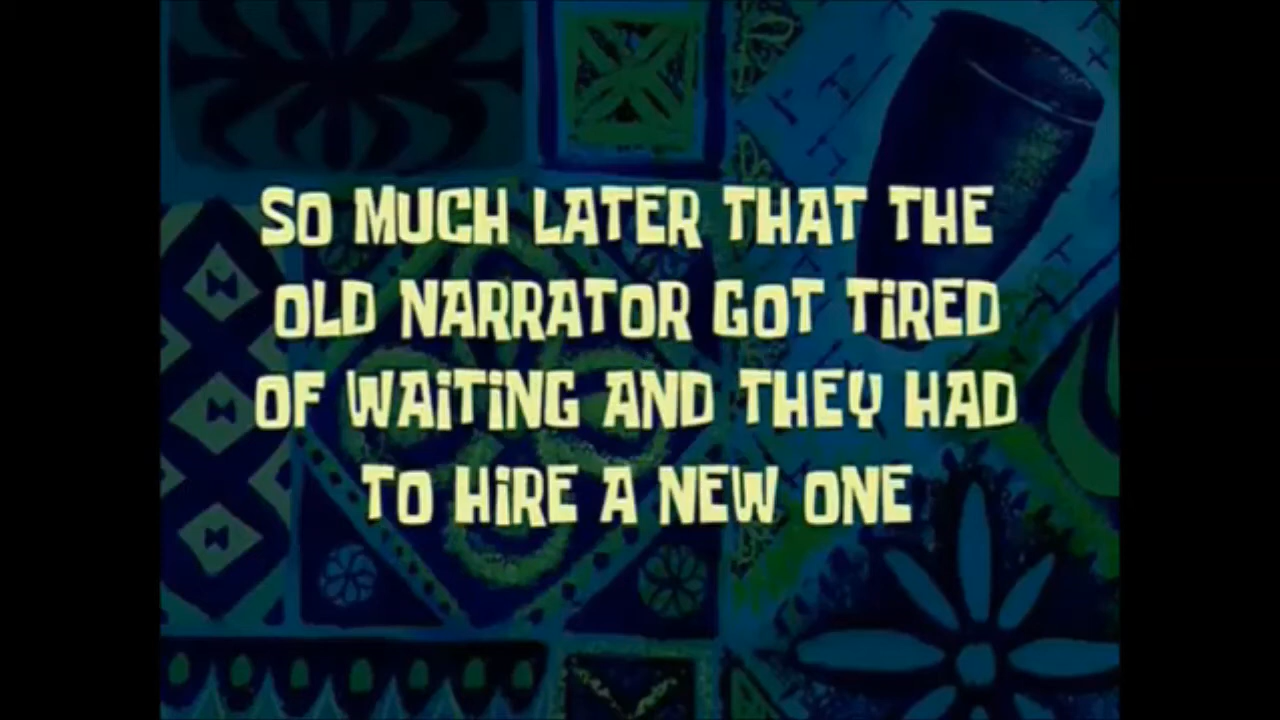 SO MUCH LATER THAT THE
OLD NARRATOR GOT TiRED
OF WAiTiNG AND THEY HAD
TO HiRE A NEW ONE